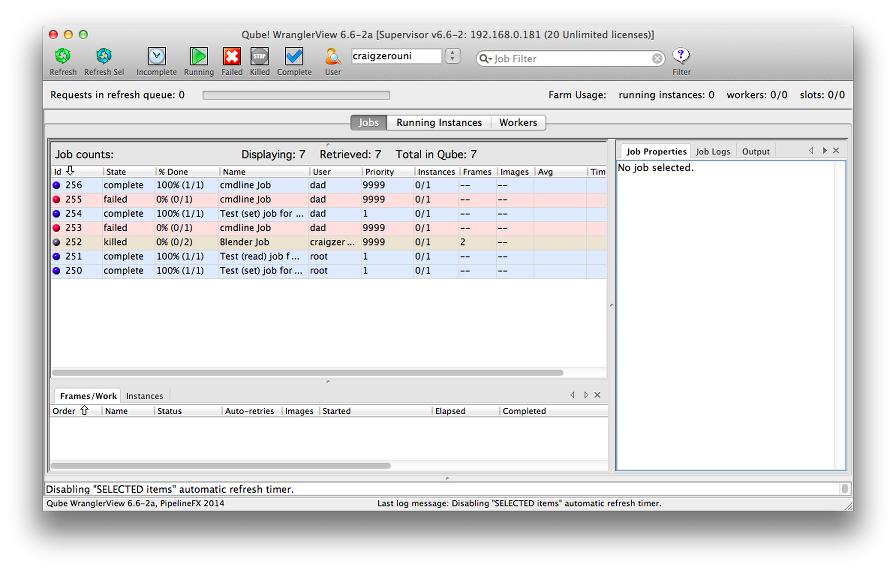 Qube! WranglerView 6.6-2a [Supervisor v6.6-2: 192.168.0.181 (20 Unlimited licenses)]
craigzerouni Job Filter
Refresh Refresh Sel Incomplete Running Failed Killed Complete User Filter
STOP
Requests in refresh queue: 0 Farm Usage: running instances: 0 workers: 0/0 slots: 0/0
Jobs Running Instances Workers
Job counts: Displaying: 7 Retrieved: 7 Total in Qube: 7
Id State % Done Name User Priority Instances Frames Images Avg Tim
256 complete 100% (1/1) cmdline Job dad 9999 0/1 -- --
255 failed 0% (0/1) cmdline Job dad 9999 0/1 -- --
254 complete 100% (1/1) Test (set) job for ... dad 1 0/1 -- --
253 failed 0% (0/1) cmdline Job dad 9999 0/1 -- --
252 killed 0% (0/2) Blender Job craigzer ... 9999 0/1 2 --
251 complete 100% (1/1) Test (read) job f ... root 1 0/1 -- --
250 complete 100% (1/1) Test (set) job for ... root 1 0/1 -- --
Job Properties Job Logs Output
No job selected.
Frames/Work Instances
Order Name Status Auto-retries Images Started Elapsed Completed
Disabling "SELECTED items" automatic refresh timer.
Qube WranglerView 6.6-2a, PipelineFX 2014 Last log message: Disabling "SELECTED items" automatic refresh timer.